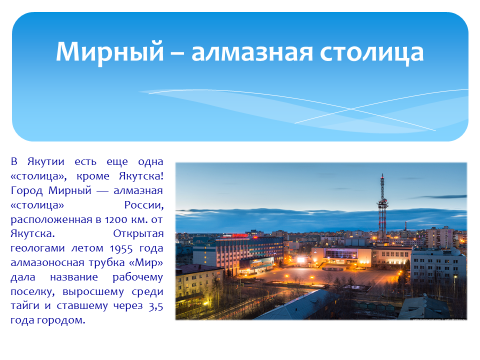 Мирный – алмазная столица
В Якутии есть еще одна
«столица», кроме Якутска!
Город Мирный — алмазная
«столица» России,
расположенная в 1200 км. от
Якутска. Открытая
геологами летом 1955 года
алмазоносная трубка «Мир»
дала название рабочему
поселку, выросшему среди
тайги и ставшему через 3,5
года городом.